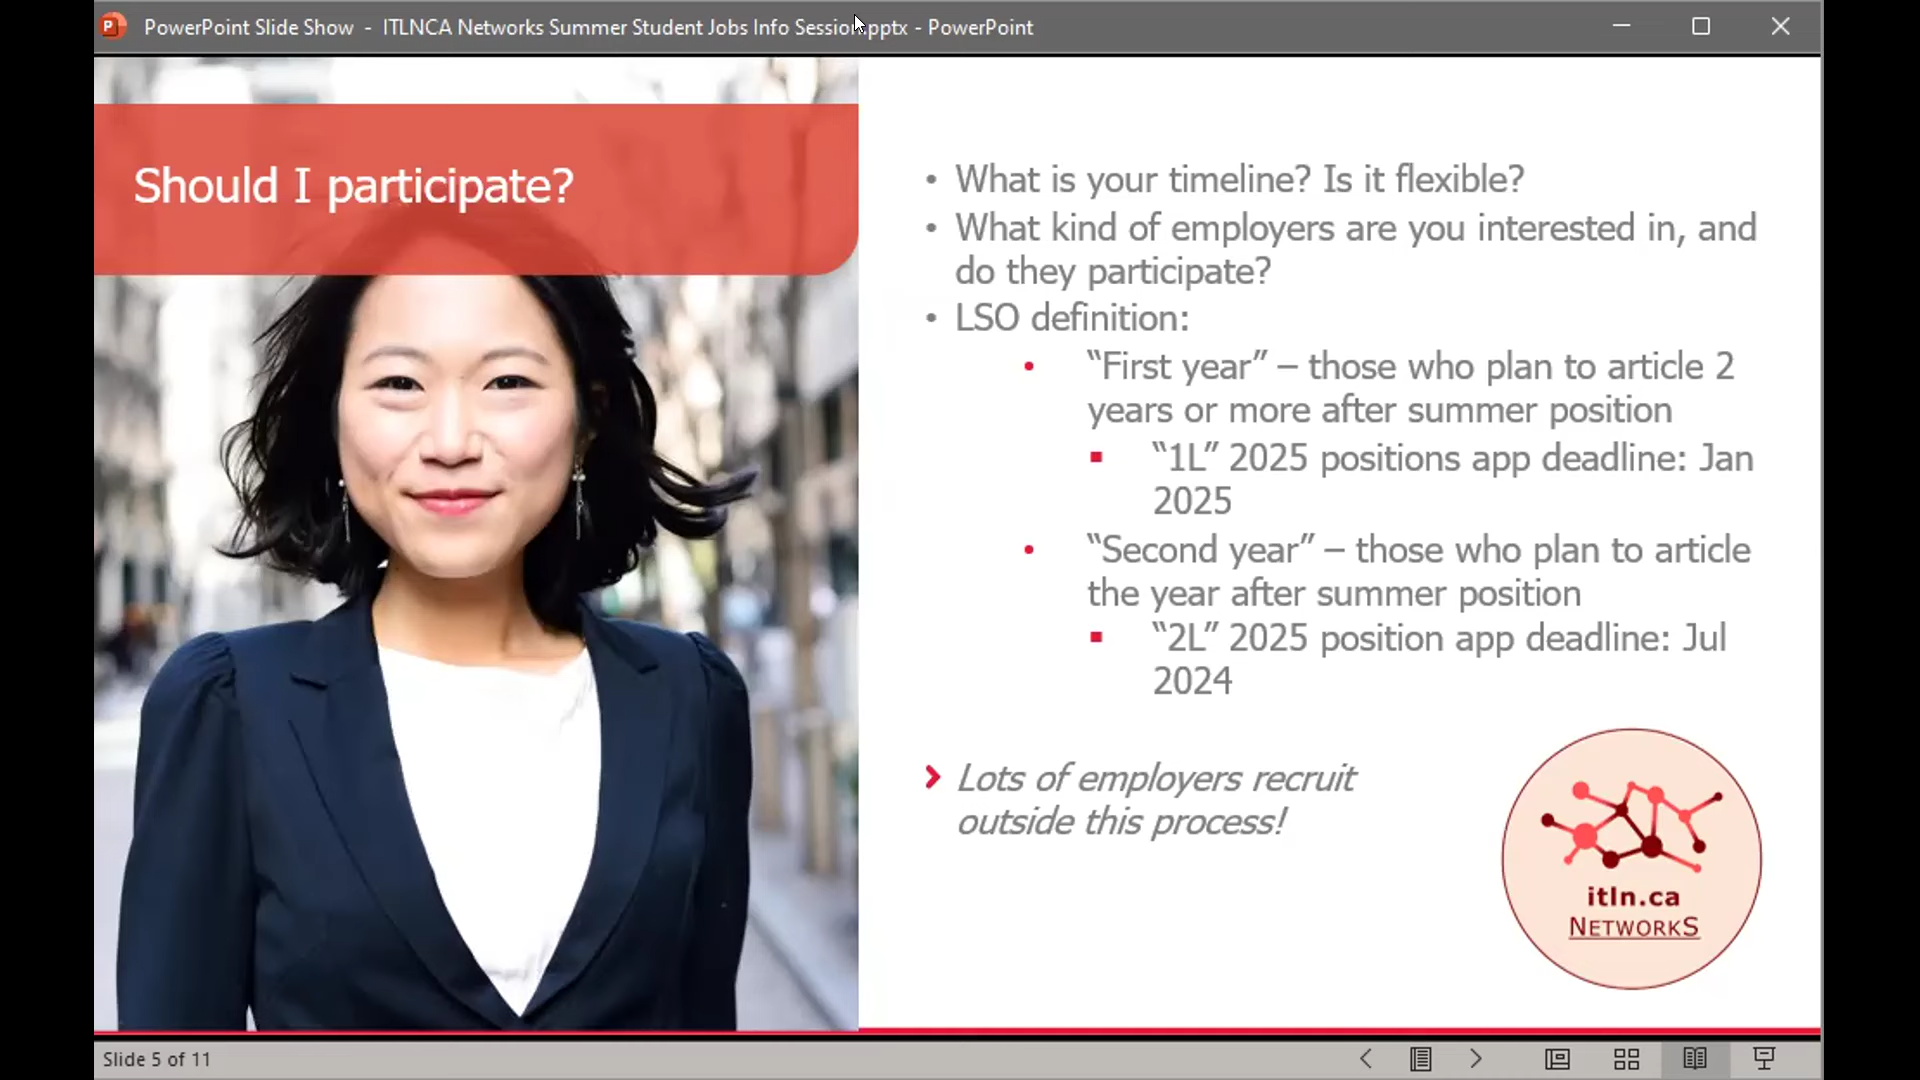 PowerPoint Slide Show - ITLNCA Networks Summer Student Jobs Info Session.pptx - PowerPoint
Should I participate?
• What is your timeline? Is it flexible?
• What kind of employers are you interested in, and
do they participate?
• LSO definition:
• “First year” – those who plan to article 2
years or more after summer position
▪ “1L” 2025 positions app deadline: Jan
2025
• “Second year” – those who plan to article
the year after summer position
▪ “2L” 2025 position app deadline: Jul
2024
Lots of employers recruit
outside this process!
itln.ca
NETWORKS
Slide 5 of 11